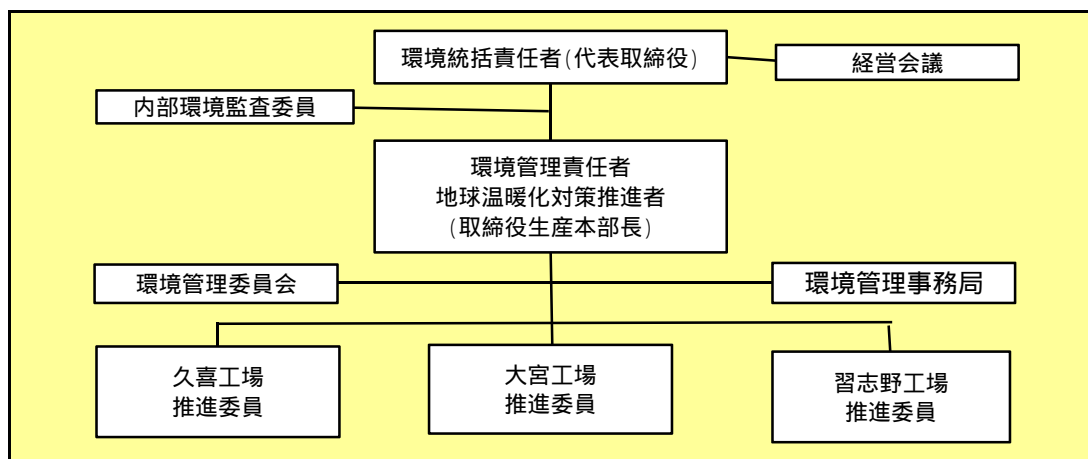 環境統括責任者(代表取締役)
経営会議
内部環境監査委員
環境管理責任者
地球温暖化対策推進者
(取締役生産本部長)
環境管理委員会
環境管理事務局
久喜工場
推進委員
大宮工場
推進委員
習志野工場
推進委員